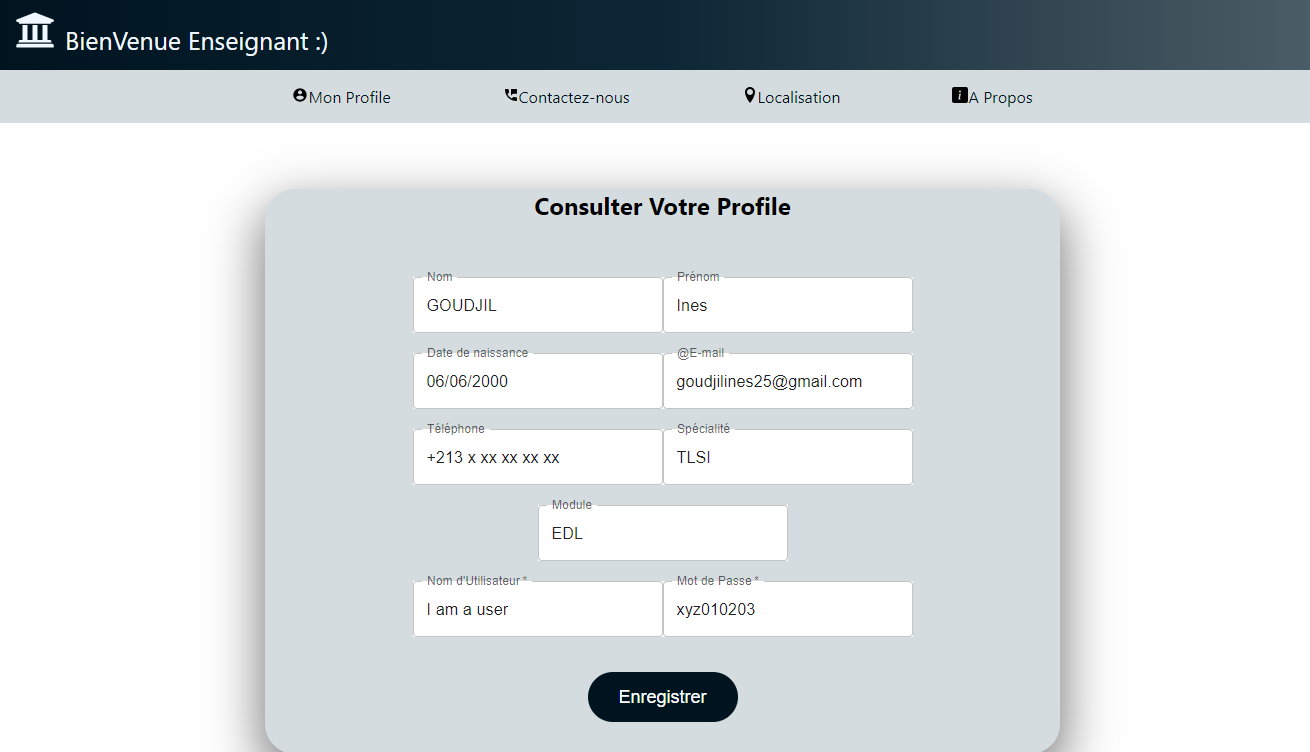 BienVenue Enseignant :)
Mon Profile Contactez-nous Localisation A Propos
Consulter Votre Profile
Nom Prénom
GOUDJIL Ines
Date de naissance @E-mail
06/06/2000 goudjilines25@gmail.com
Téléphone Spécialité
+213 x xx xx xx xx TLSI
Module
EDL
Nom d'Utilisateur * Mot de Passe *
I am a user xyz010203
Enregistrer